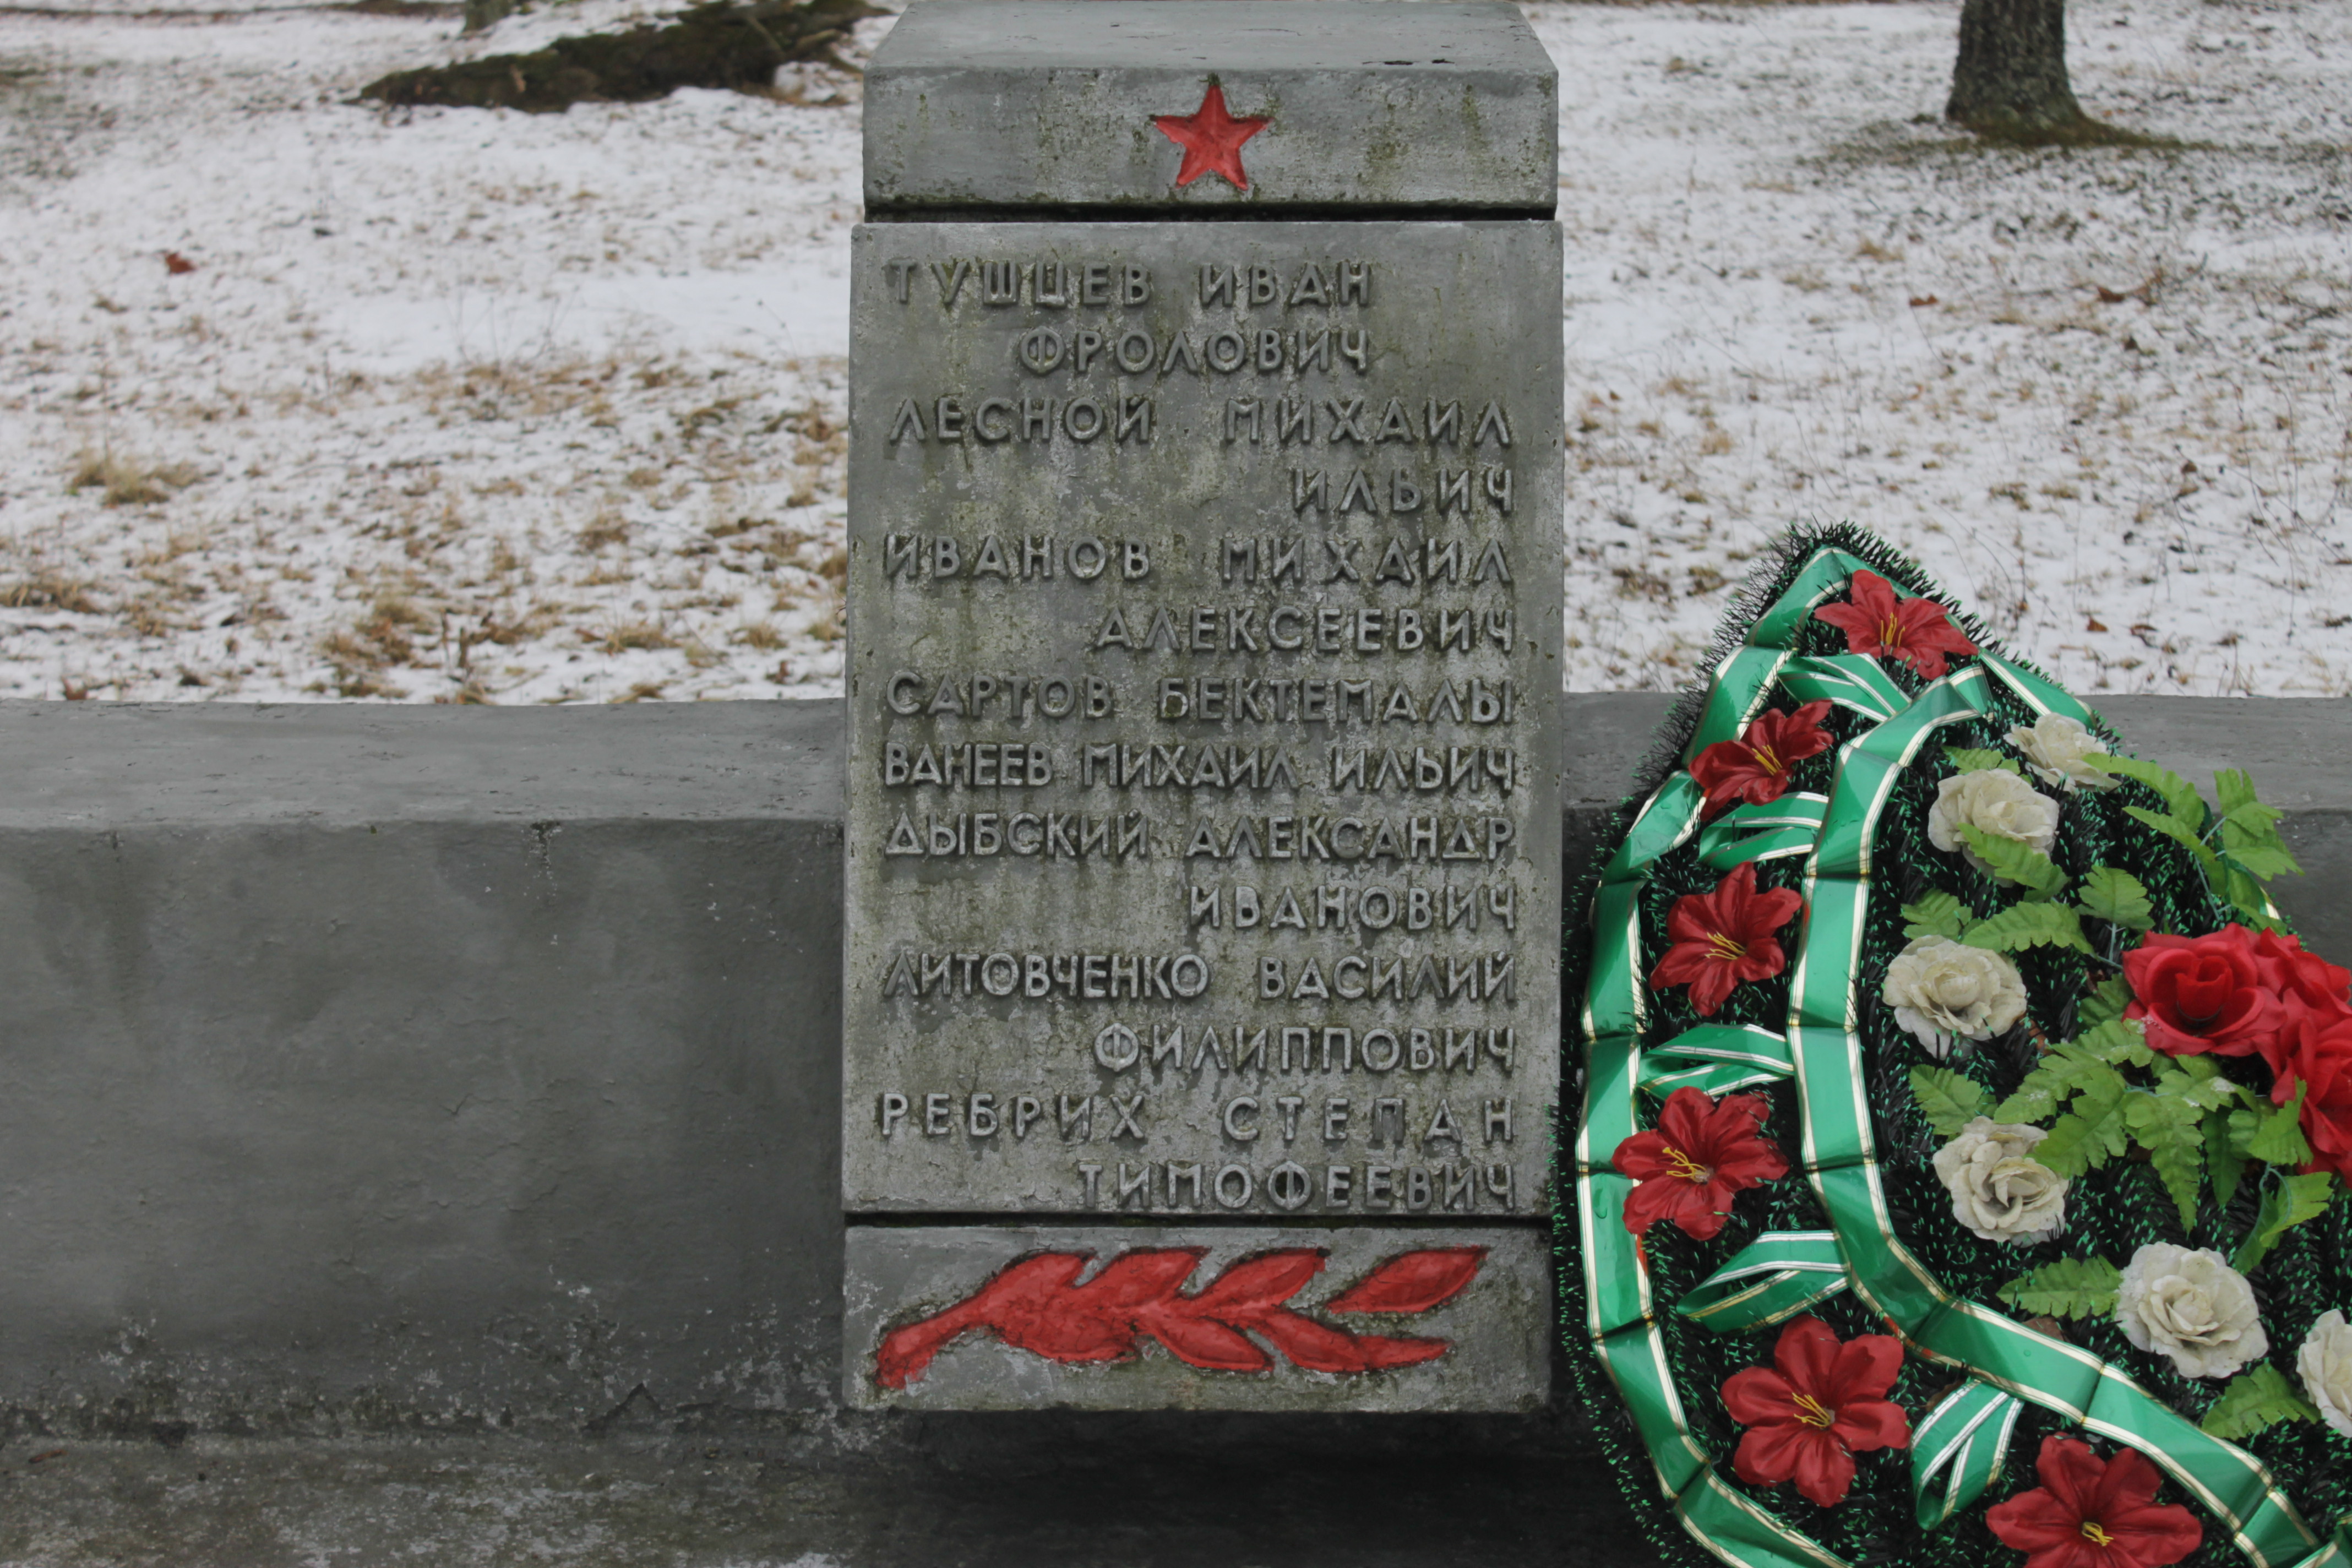 ТУШЦЕВ ИВАН
ФРОЛОВИЧ
ЛЕСНОЙ МИХАИЛ
ИЛЬИЧ
ИВАНОВ МИХАИЛ
АЛЕКСЕЕВИЧ
САРТОВ БЕКТЕМАЛЫ
ВАНЕЕВ МИХАИЛ ИЛЬИЧ
ДЫБСКИЙ АЛЕКСАНДР
ИВАНОВИЧ
ЛИТОВЧЕНКО ВАСИЛИЙ
ФИЛИППОВИЧ
РЕБРИХ СТЕПАН
ТИМОФЕЕВИЧ